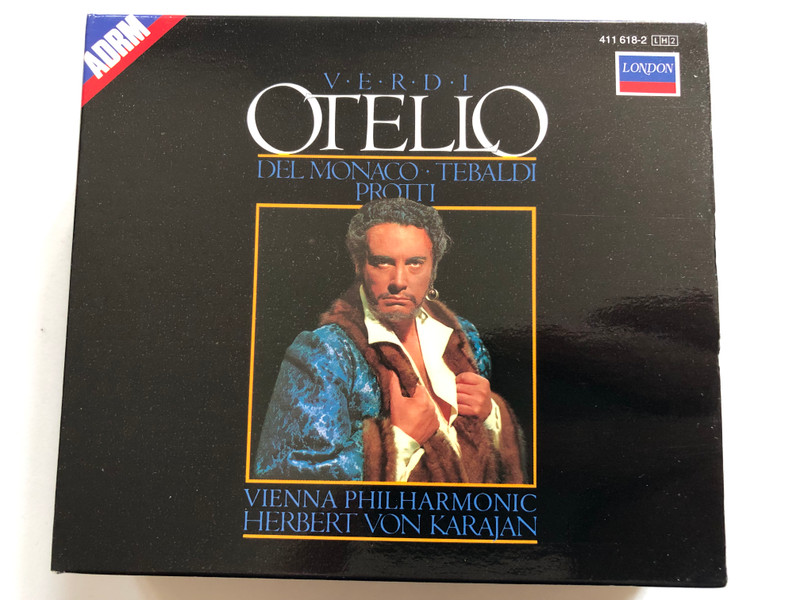 ADRM
411 618-2 LH2
LONDON
V·E·R·D·I
OTELLO
DEL MONACO · TEBALDI
PROTTI
VIENNA PHILHARMONIC
HERBERT VON KARAJAN